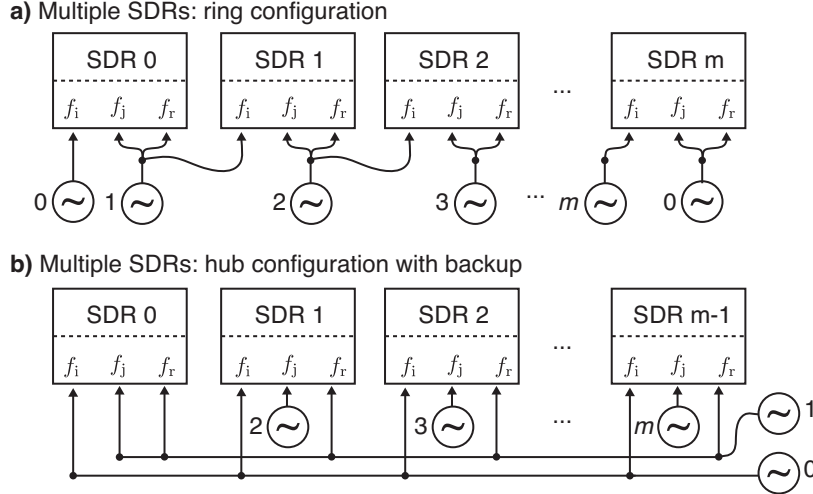 a) Multiple SDRs: ring configuration
SDR 0 SDR 1 SDR 2 SDR m
...
fi fj fr fi fj fr fi fj fr fi fj fr
0 ~ 1 ~ 2 ~ 3 ~ ... m ~ 0 ~
b) Multiple SDRs: hub configuration with backup
SDR 0 SDR 1 SDR 2 SDR m-1
...
fi fj fr fi fj fr fi fj fr fi fj fr
~ 1
2 ~ 3 ~ ... m ~
~ 0